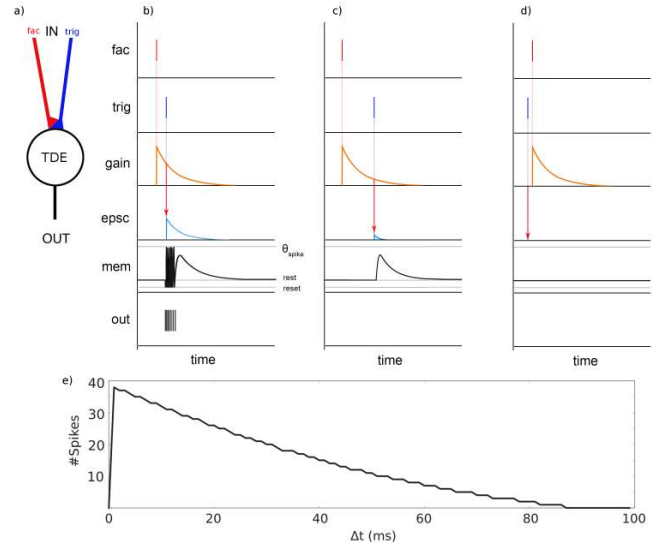 a)
b)
c)
d)
fac IN trig
TDE
OUT
fac
trig
gain
epsc
mem
out
θspike
rest
reset
time
time
time
e)
#Spikes
40
30
20
10
0
20
40
60
80
100
Δt (ms)